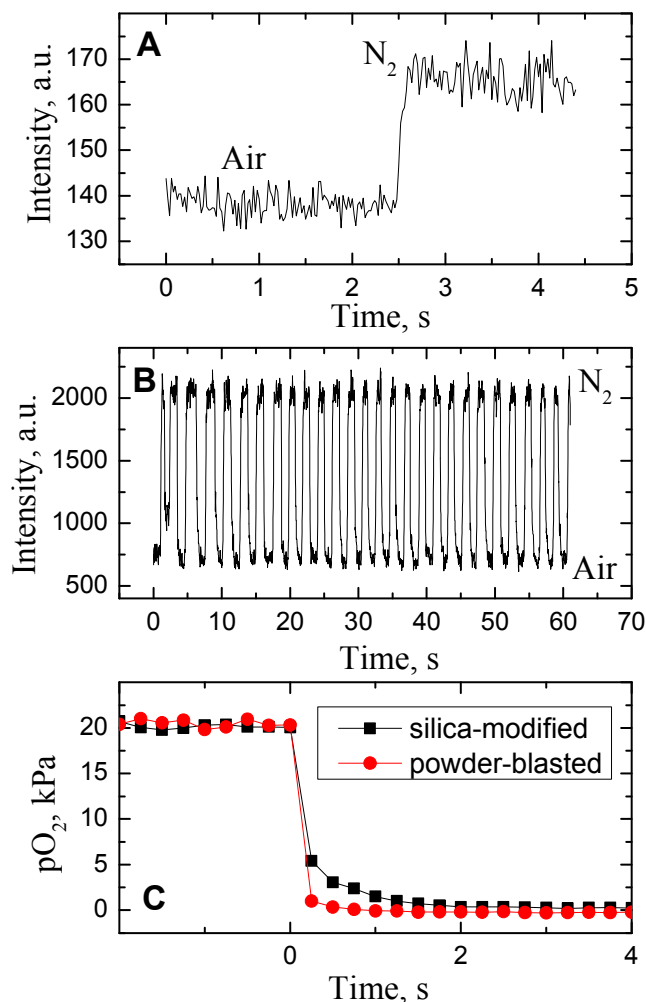 A
N2
Air
Intensity, a.u.
170
160
150
140
130
0 1 2 3 4 5
Time, s
B
N2
Air
Intensity, a.u.
2000
1500
1000
500
0 10 20 30 40 50 60 70
Time, s
silica-modified
powder-blasted
pO2, kPa
20
15
10
5
0
C
0 2 4
Time, s